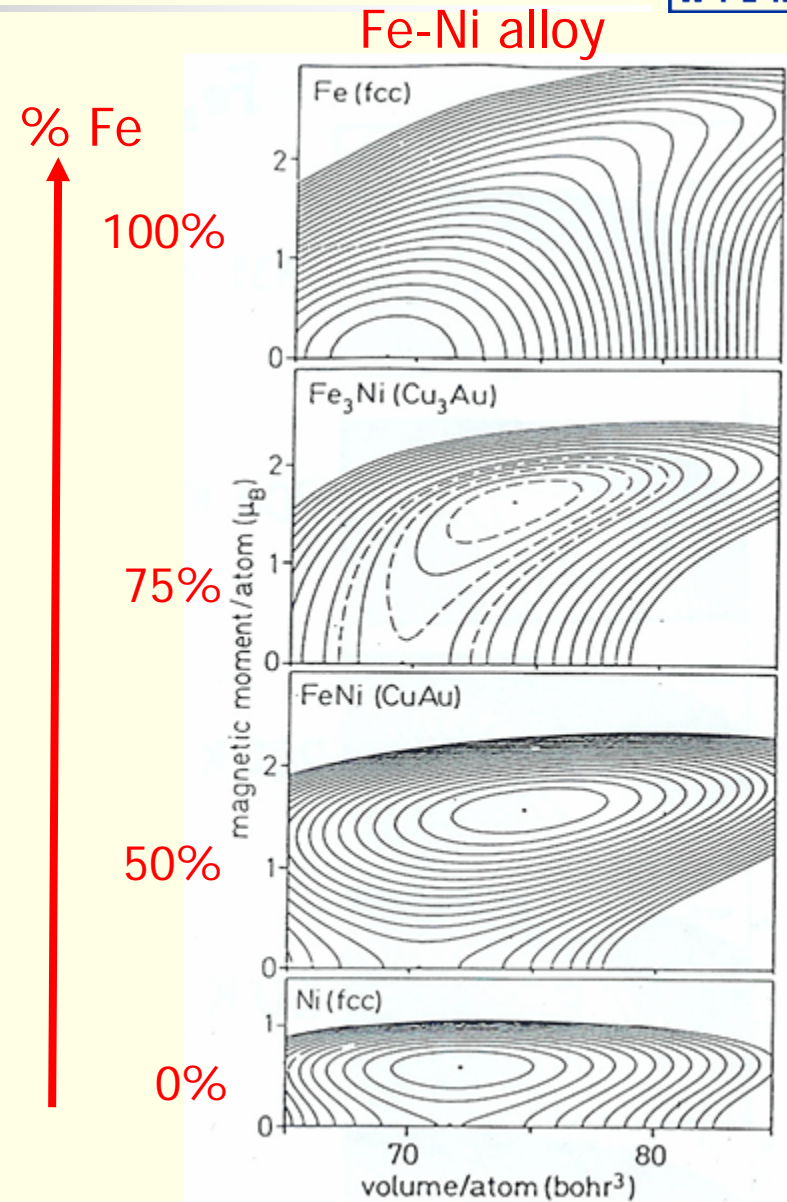 Fe-Ni alloy
% Fe
100%
75%
50%
0%
Fe (fcc)
2
1
0
Fe₃Ni (Cu₃Au)
2
1
0
FeNi (CuAu)
2
1
0
Ni (fcc)
1
0
magnetic moment/atom (μB)
70 80
volume/atom (bohr³)